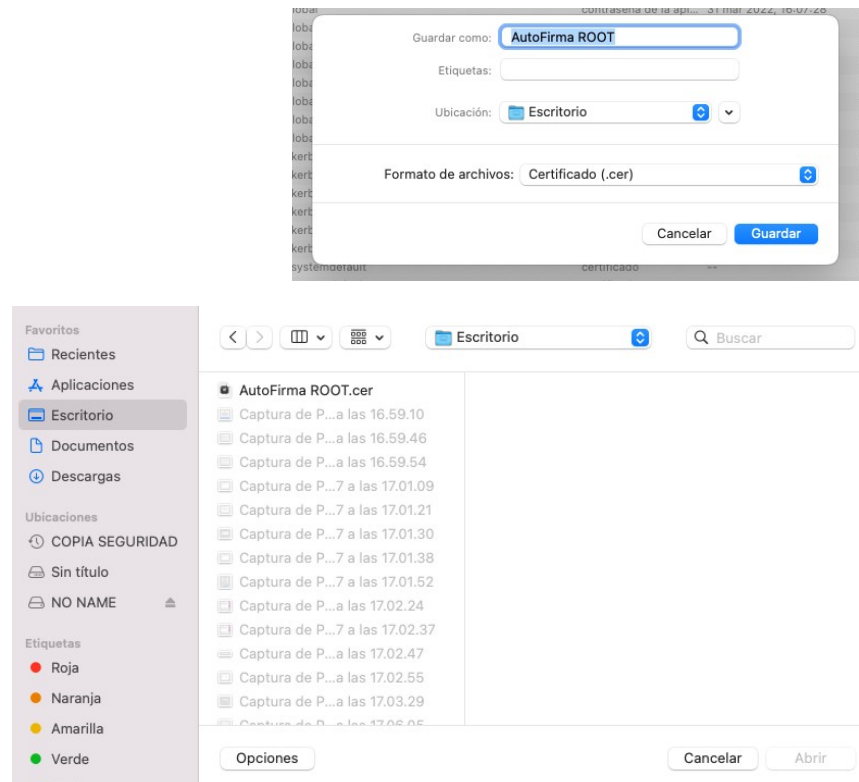 contraseña de la apl... 31 mar 2022, 16:07:28
Guardar como: AutoFirma ROOT
Etiquetas:
Ubicación: Escritorio
Formato de archivos: Certificado (.cer)
Cancelar Guardar
systemdefault certificado --
Favoritos
Recientes
Aplicaciones
Escritorio
Documentos
Descargas
Ubicaciones
COPIA SEGURIDAD
Sin título
NO NAME
Etiquetas
Roja
Naranja
Amarilla
Verde
Escritorio
Buscar
AutoFirma ROOT.cer
Captura de P...a las 16.59.10
Captura de P...a las 16.59.46
Captura de P...a las 16.59.54
Captura de P...7 a las 17.01.09
Captura de P...7 a las 17.01.21
Captura de P...7 a las 17.01.30
Captura de P...7 a las 17.01.38
Captura de P...7 a las 17.01.52
Captura de P...a las 17.02.24
Captura de P...7 a las 17.02.37
Captura de P...a las 17.02.47
Captura de P...a las 17.02.55
Captura de P...a las 17.03.29
Captura de P...a las 17.06.05
Opciones
Cancelar
Abrir